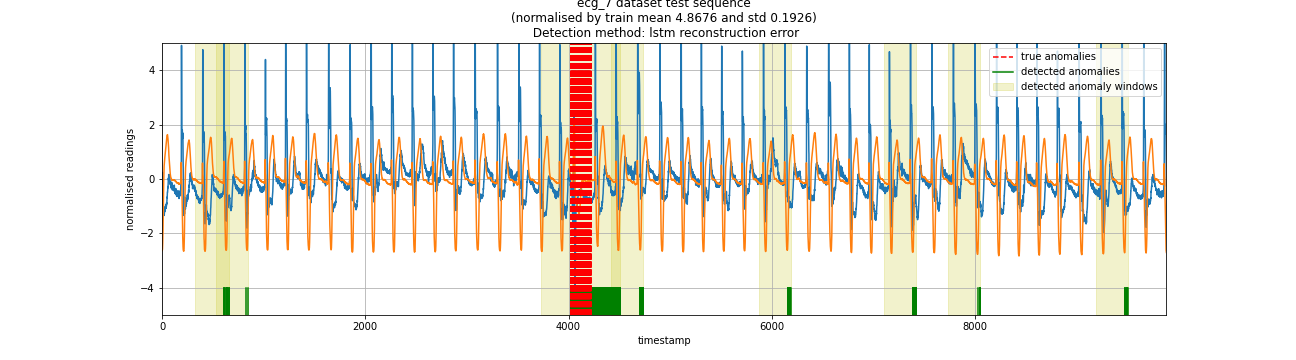 ecg_7 dataset test sequence
(normalised by train mean 4.8676 and std 0.1926)
Detection method: lstm reconstruction error
true anomalies
detected anomalies
detected anomaly windows
normalised readings
4
2
0
−2
−4
0 2000 4000 6000 8000
timestamp